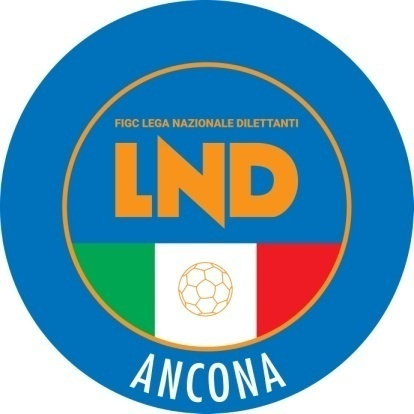 FIGC LEGA NAZIONALE DILETTANTI
LND
ANCONA